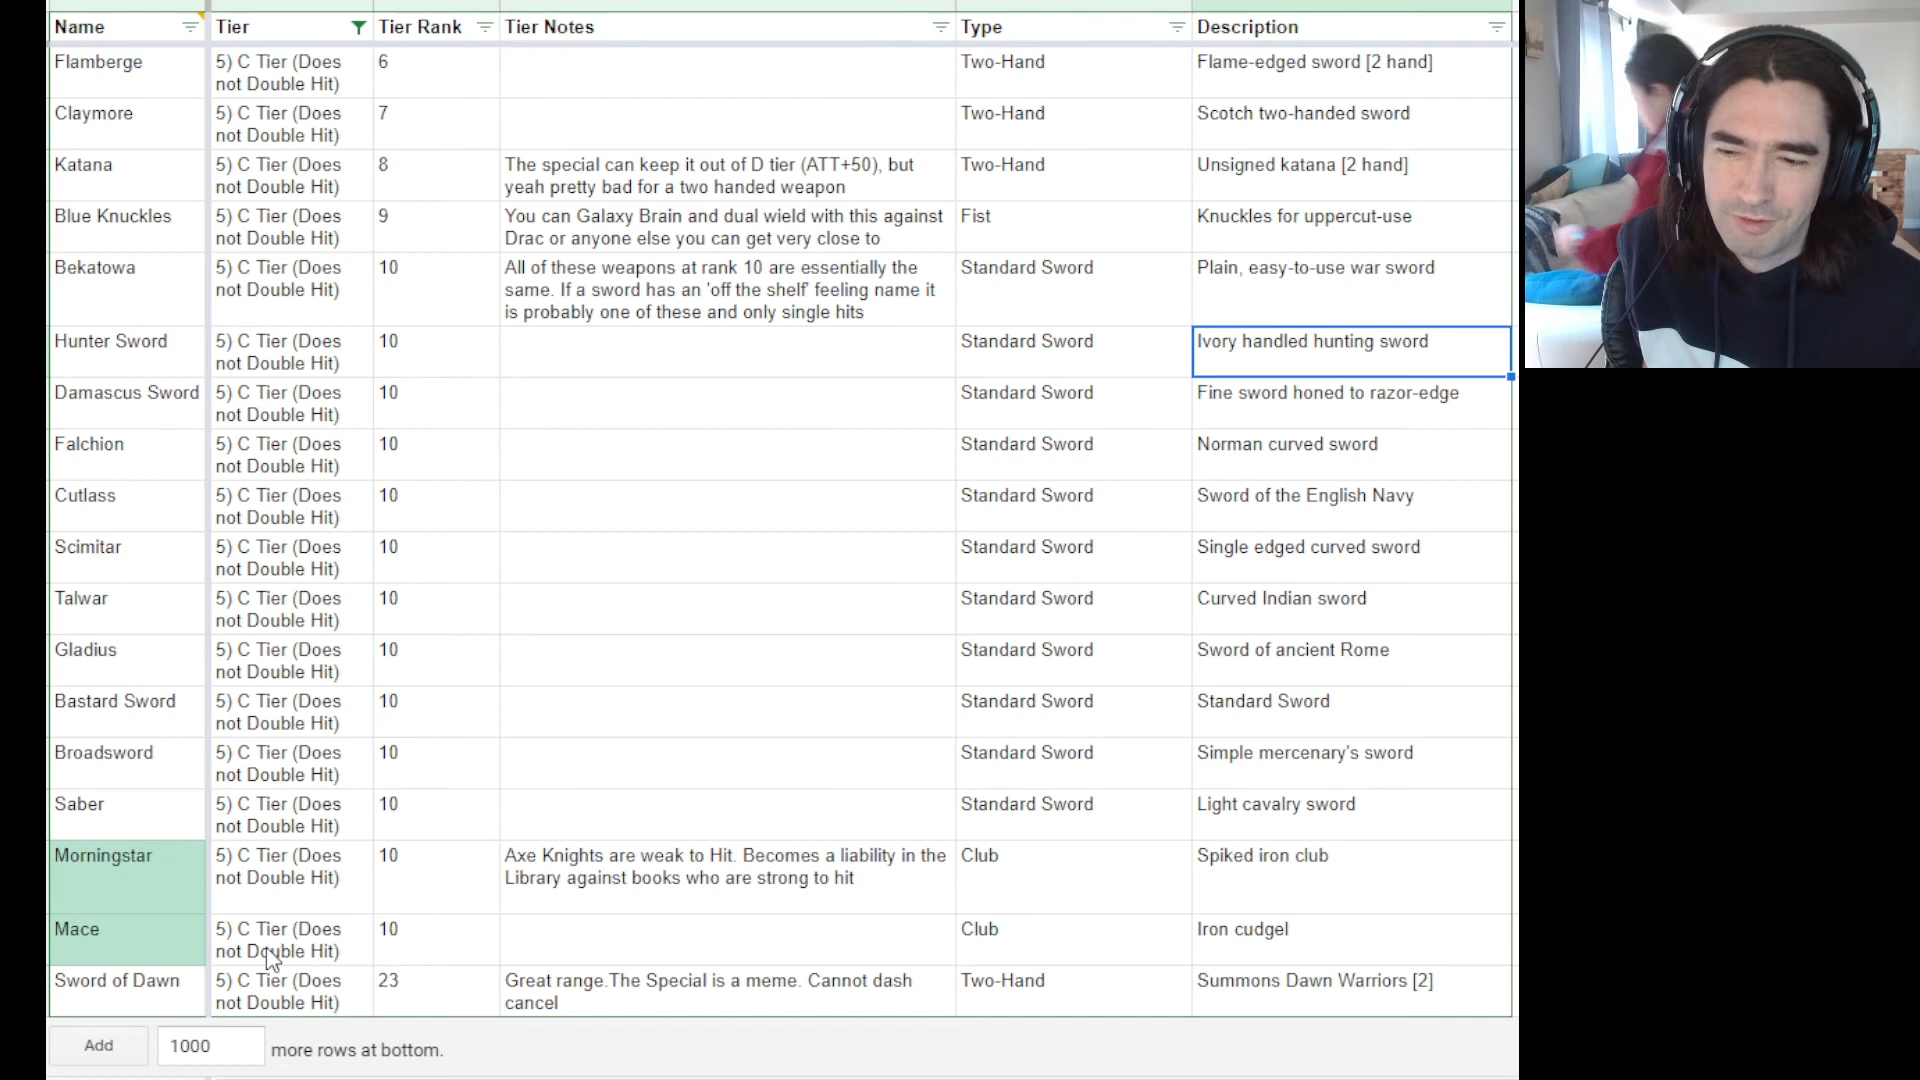 Name Tier Tier Rank Tier Notes Type Description
Flamberge 5) C Tier (Does 6 Two-Hand Flame-edged sword [2 hand]
not Double Hit)
Claymore 5) C Tier (Does 7 Two-Hand Scotch two-handed sword
not Double Hit)
Katana 5) C Tier (Does 8 The special can keep it out of D tier (ATT+50), but Two-Hand Unsigned katana [2 hand]
not Double Hit) yeah pretty bad for a two handed weapon
Blue Knuckles 5) C Tier (Does 9 You can Galaxy Brain and dual wield with this against Fist Knuckles for uppercut-use
not Double Hit) Drac or anyone else you can get very close to
Bekatowa 5) C Tier (Does 10 All of these weapons at rank 10 are essentially the Standard Sword Plain, easy-to-use war sword
not Double Hit) same. If a sword has an 'off the shelf' feeling name it
is probably one of these and only single hits
Hunter Sword 5) C Tier (Does 10 Standard Sword Ivory handled hunting sword
not Double Hit)
Damascus Sword 5) C Tier (Does 10 Standard Sword Fine sword honed to razor-edge
not Double Hit)
Falchion 5) C Tier (Does 10 Standard Sword Norman curved sword
not Double Hit)
Cutlass 5) C Tier (Does 10 Standard Sword Sword of the English Navy
not Double Hit)
Scimitar 5) C Tier (Does 10 Standard Sword Single edged curved sword
not Double Hit)
Talwar 5) C Tier (Does 10 Standard Sword Curved Indian sword
not Double Hit)
Gladius 5) C Tier (Does 10 Standard Sword Sword of ancient Rome
not Double Hit)
Bastard Sword 5) C Tier (Does 10 Standard Sword Standard Sword
not Double Hit)
Broadsword 5) C Tier (Does 10 Standard Sword Simple mercenary's sword
not Double Hit)
Saber 5) C Tier (Does 10 Standard Sword Light cavalry sword
not Double Hit)
Morningstar 5) C Tier (Does 10 Axe Knights are weak to Hit. Becomes a liability in the Club Spiked iron club
not Double Hit) Library against books who are strong to hit
Mace 5) C Tier (Does 10 Club Iron cudgel
not Double Hit)
Sword of Dawn 5) C Tier (Does 23 Great range.The Special is a meme. Cannot dash Two-Hand Summons Dawn Warriors [2]
not Double Hit) cancel
Add 1000 more rows at bottom.